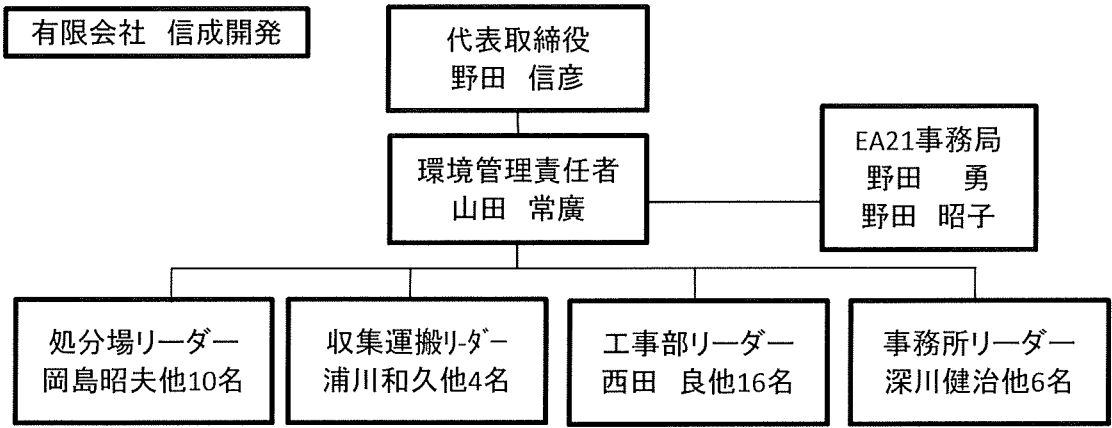 有限会社 信成開発
代表取締役
野田 信彦
環境管理責任者
山田 常廣
EA21事務局
野田 勇
野田 昭子
処分場リーダー
岡島昭夫他10名
収集運搬ﾘｰﾀﾞｰ
浦川和久他4名
工事部リーダー
西田 良他16名
事務所リーダー
深川健治他6名